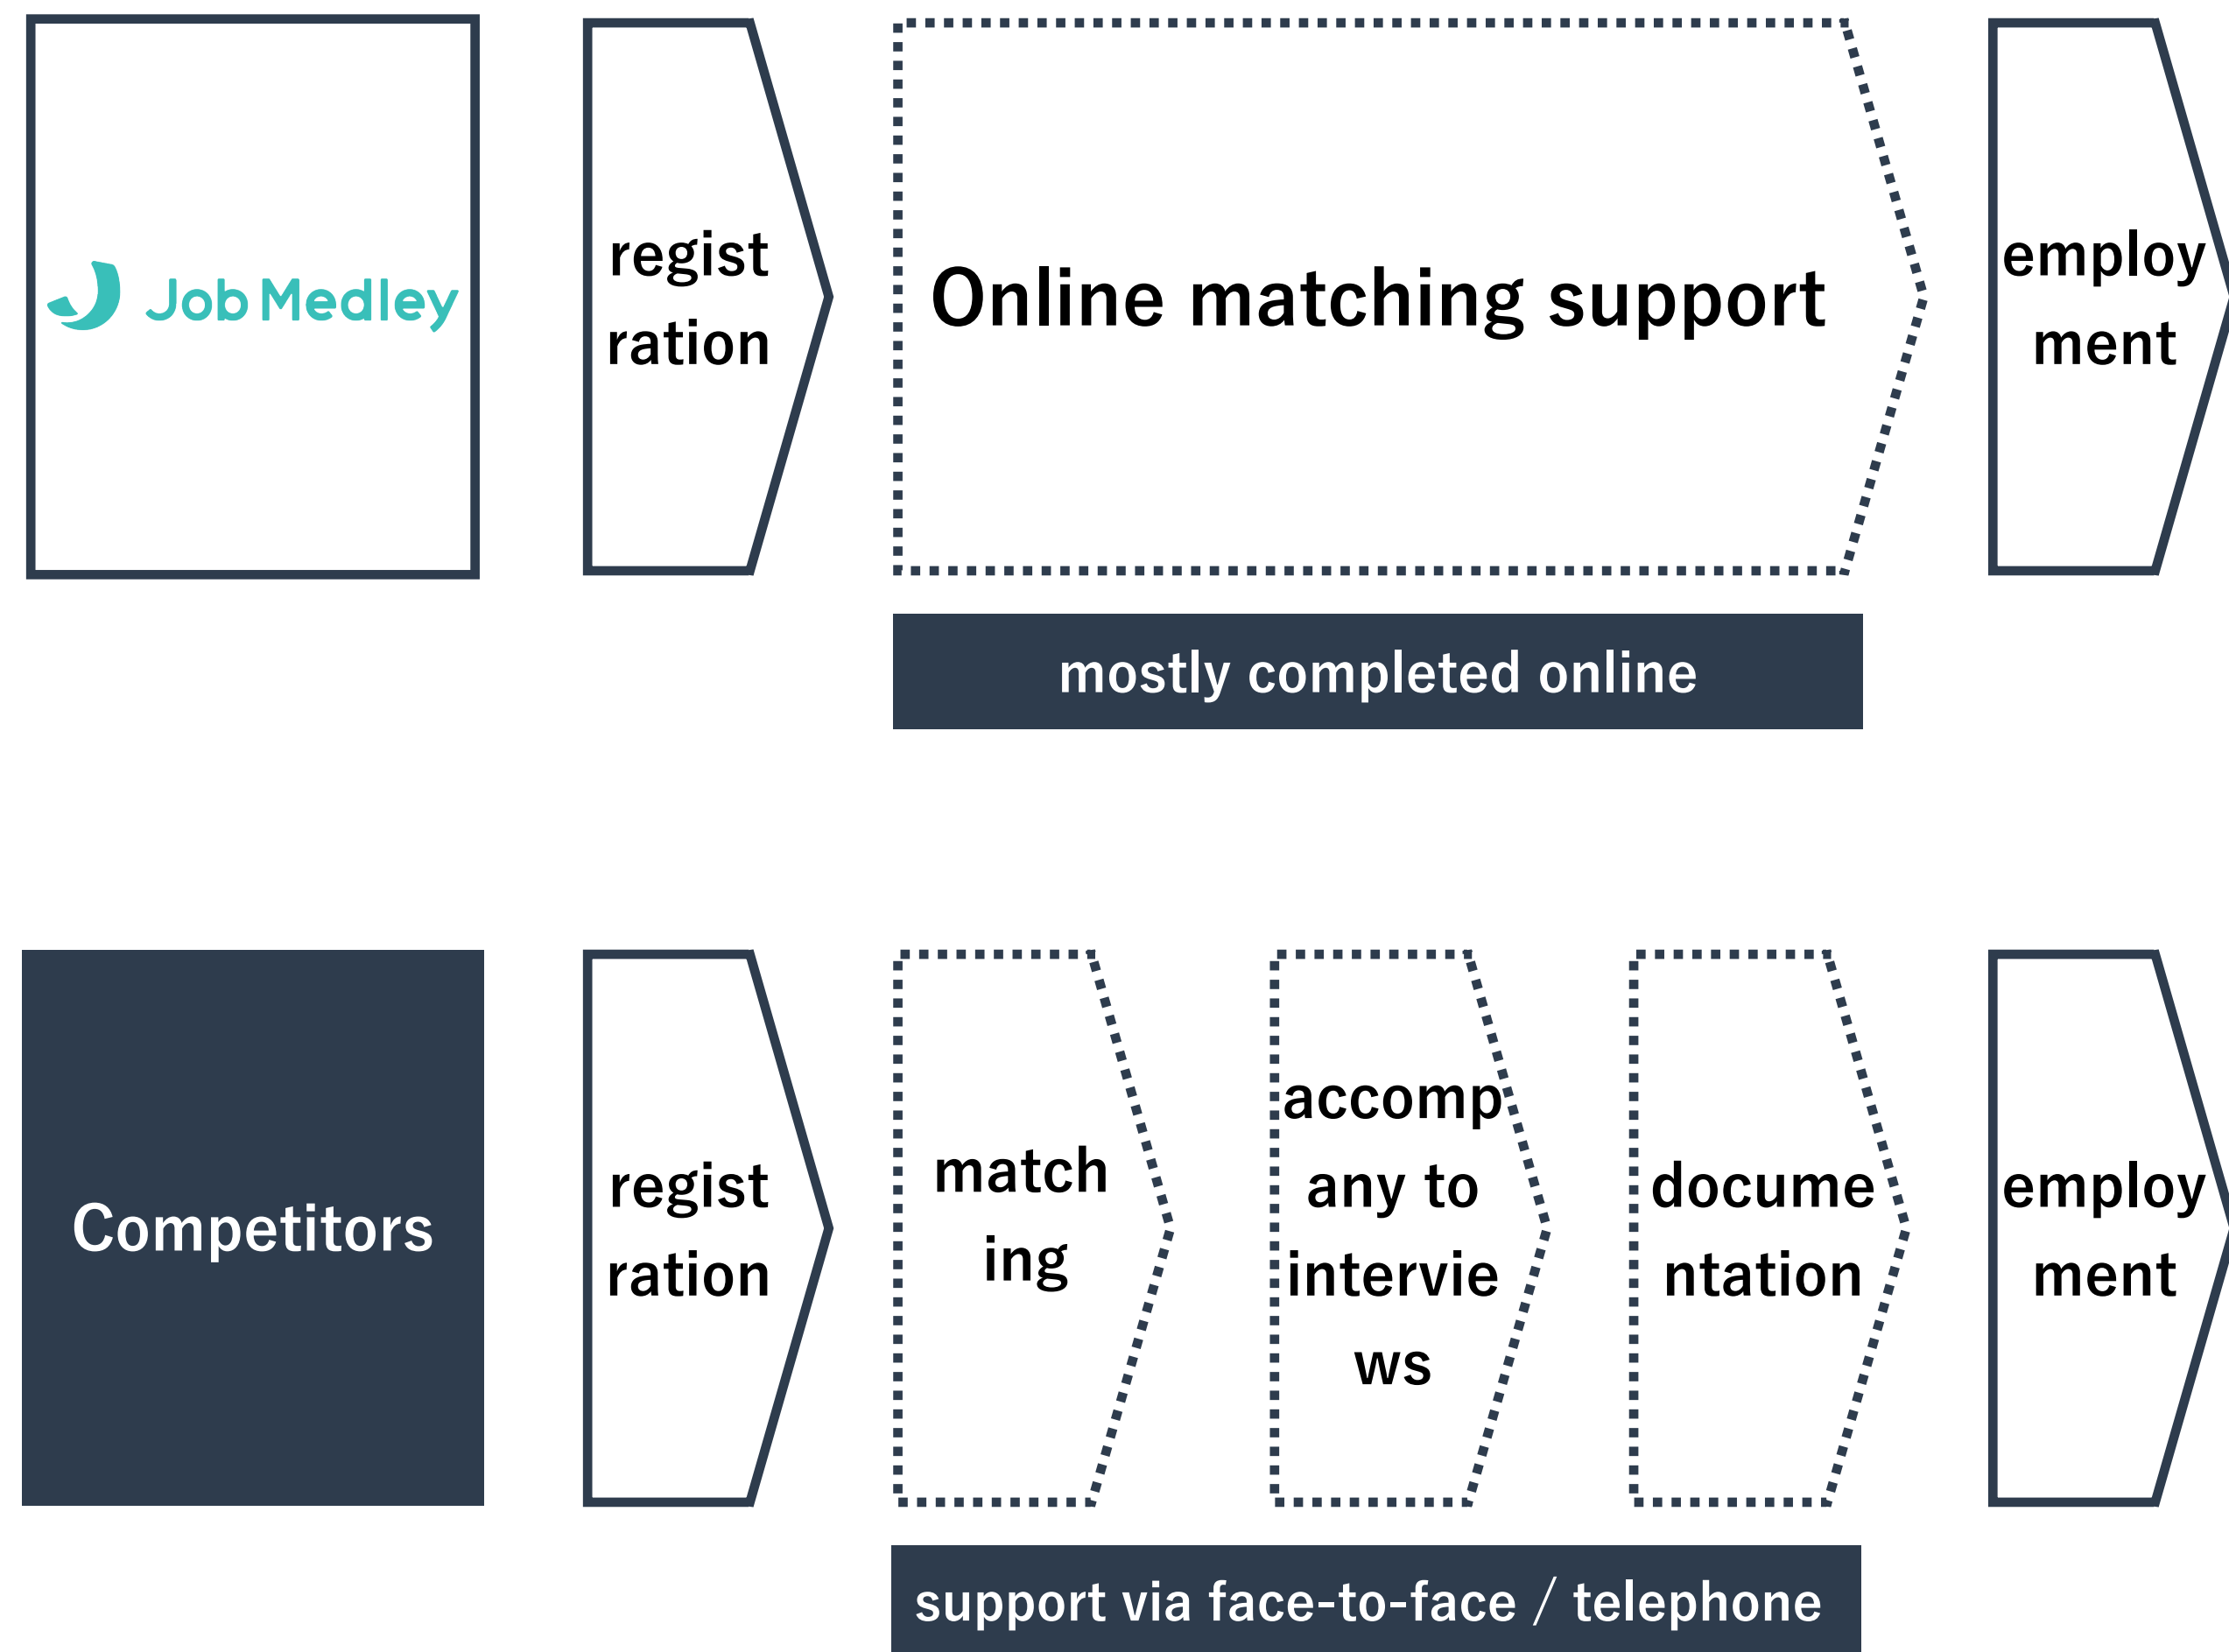 Job Medley
regist
ration
Online matching support
employ
ment
mostly completed online
Competitors
regist
ration
match
ing
accomp
any to
intervie
ws
docume
ntation
employ
ment
support via face-to-face / telephone